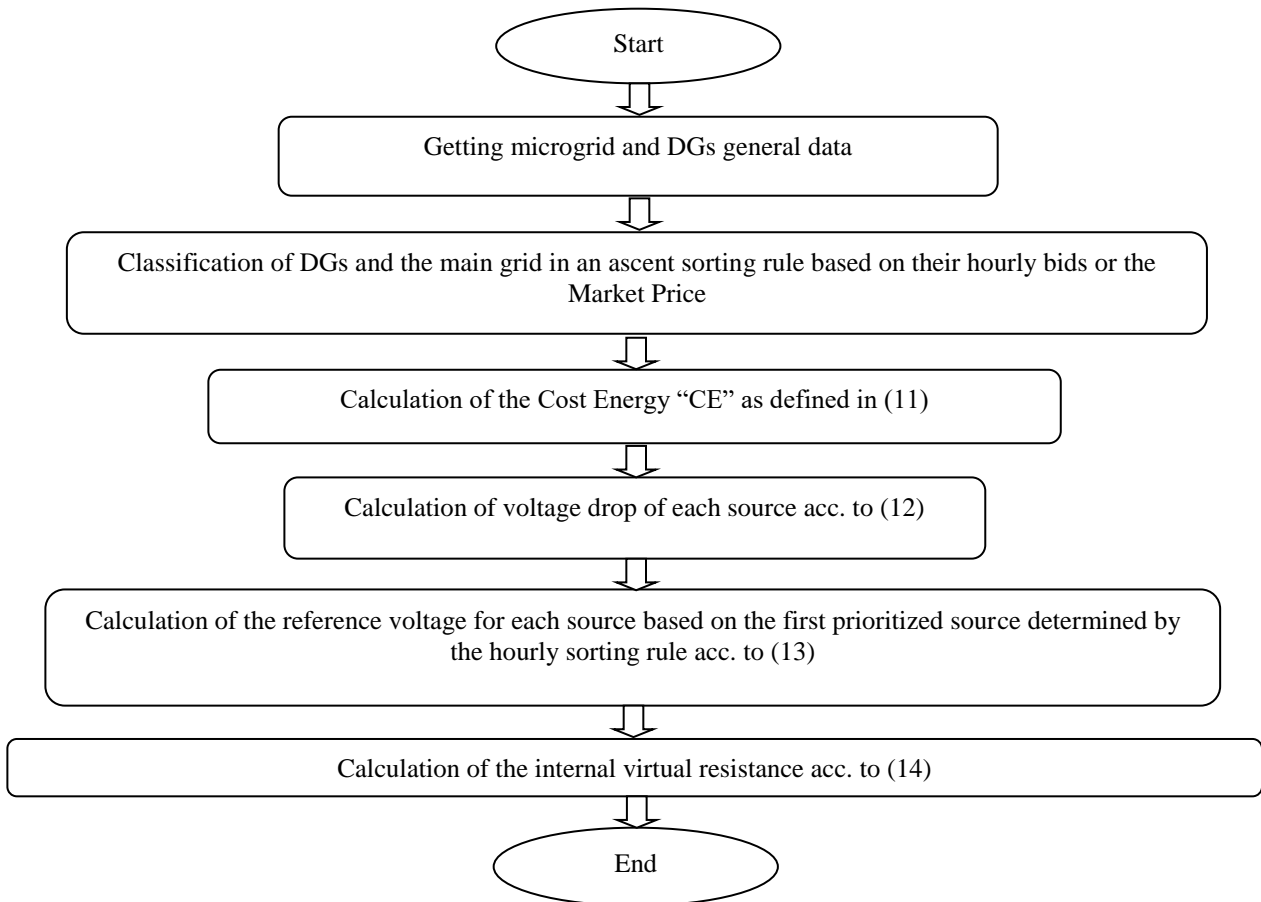 Start
Getting microgrid and DGs general data
Classification of DGs and the main grid in an ascent sorting rule based on their hourly bids or the
Market Price
Calculation of the Cost Energy “CE” as defined in (11)
Calculation of voltage drop of each source acc. to (12)
Calculation of the reference voltage for each source based on the first prioritized source determined by
the hourly sorting rule acc. to (13)
Calculation of the internal virtual resistance acc. to (14)
End